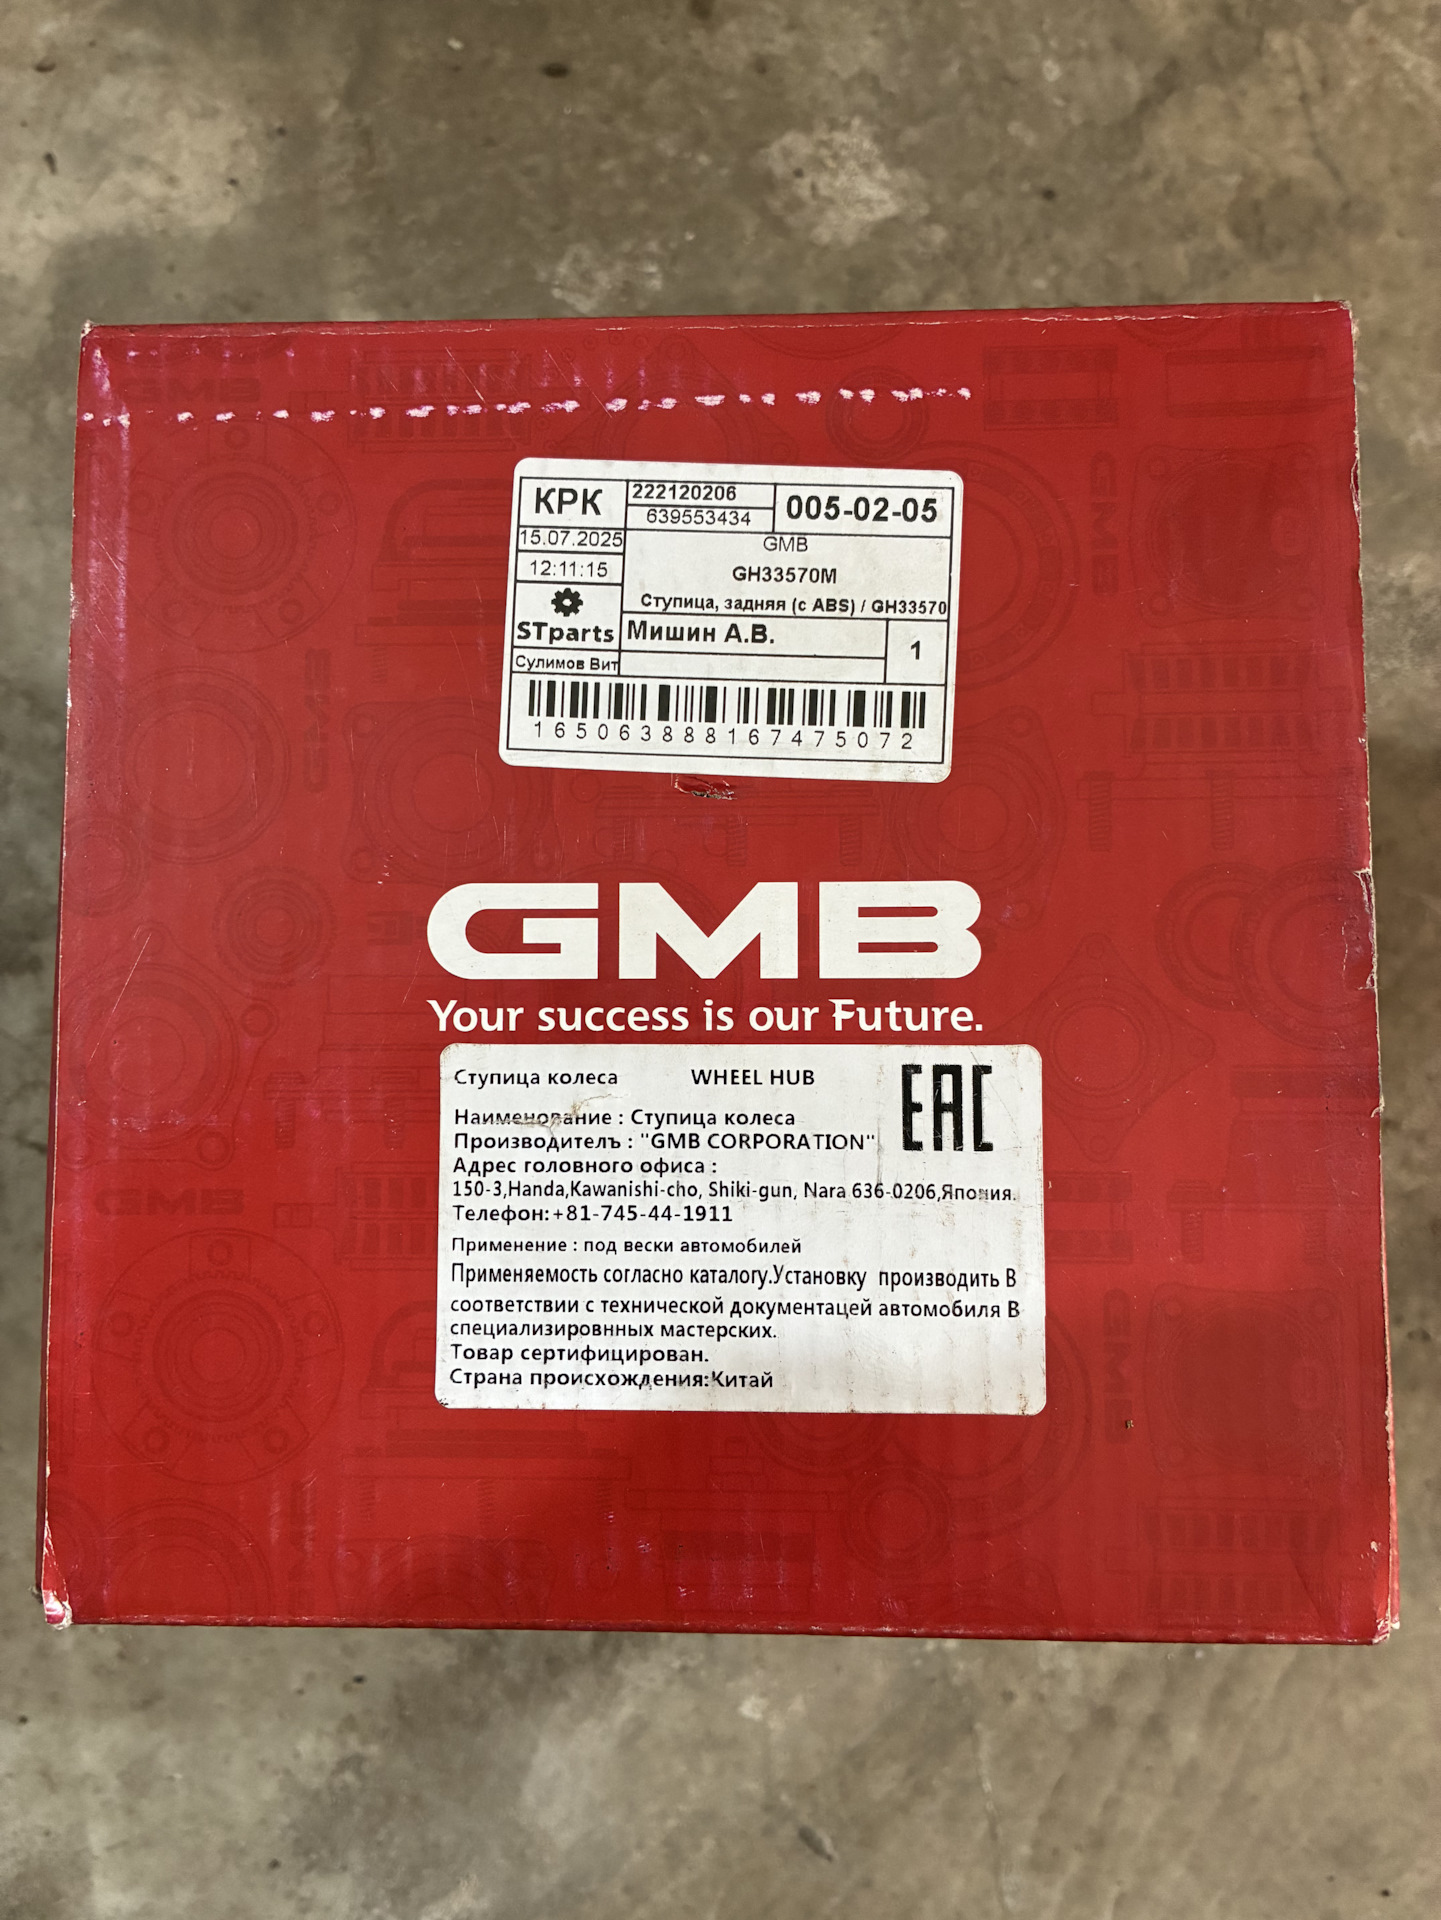 КРК
222120206
639553434
005-02-05
15.07.2025
12:11:15
GMB
GH33570M
Ступица, задняя (с ABS) / GH33570
STparts
Мишин А.В.
1
Сулимов Вит
165063888167475072
GMB
Your success is our Future.
Ступица колеса WHEEL HUB
EAC
Наименование : Ступица колеса
Производителъ : "GMB CORPORATION"
Адрес головного офиса :
150-3,Handa,Kawanishi-cho, Shiki-gun, Nara 636-0206,Япония.
Телефон:+81-745-44-1911
Применение : под вески автомобилей
Применяемость согласно каталогу.Установку производить В
соответствии с технической документацей автомобиля В
специализировнных мастерских.
Товар сертифицирован.
Страна происхождения:Китай